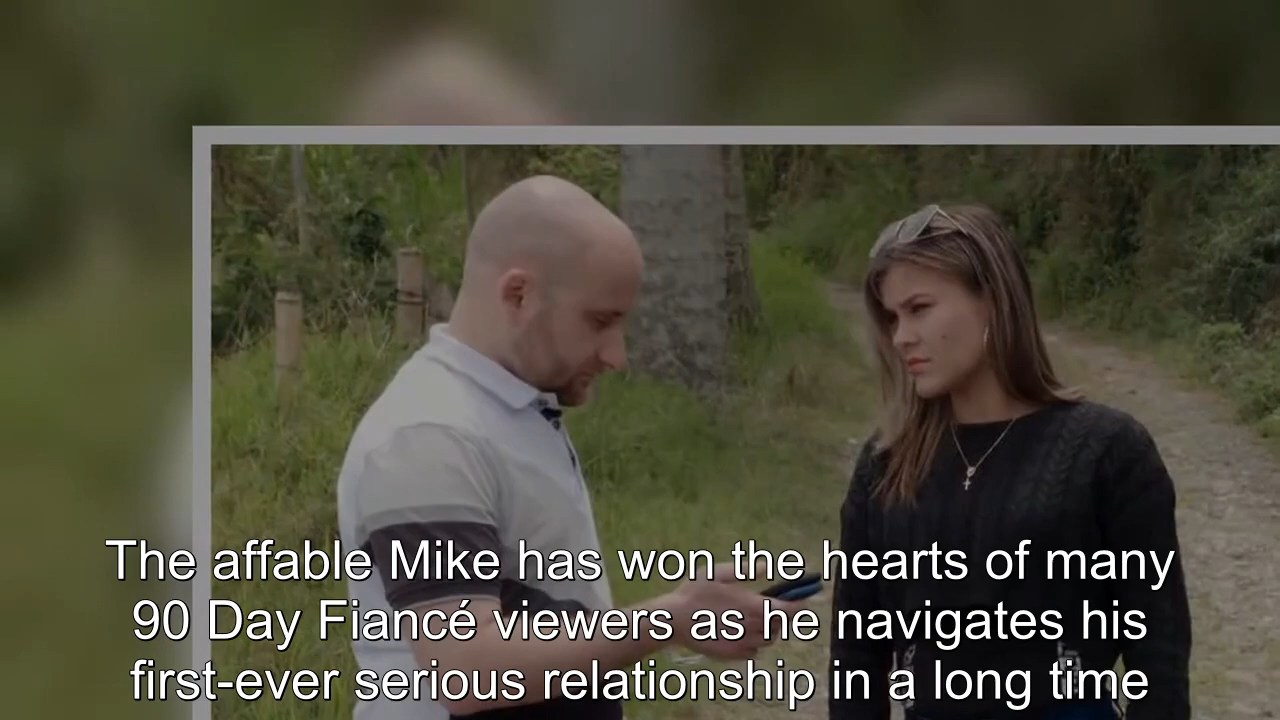 The affable Mike has won the hearts of many
90 Day Fiancé viewers as he navigates his
first-ever serious relationship in a long time